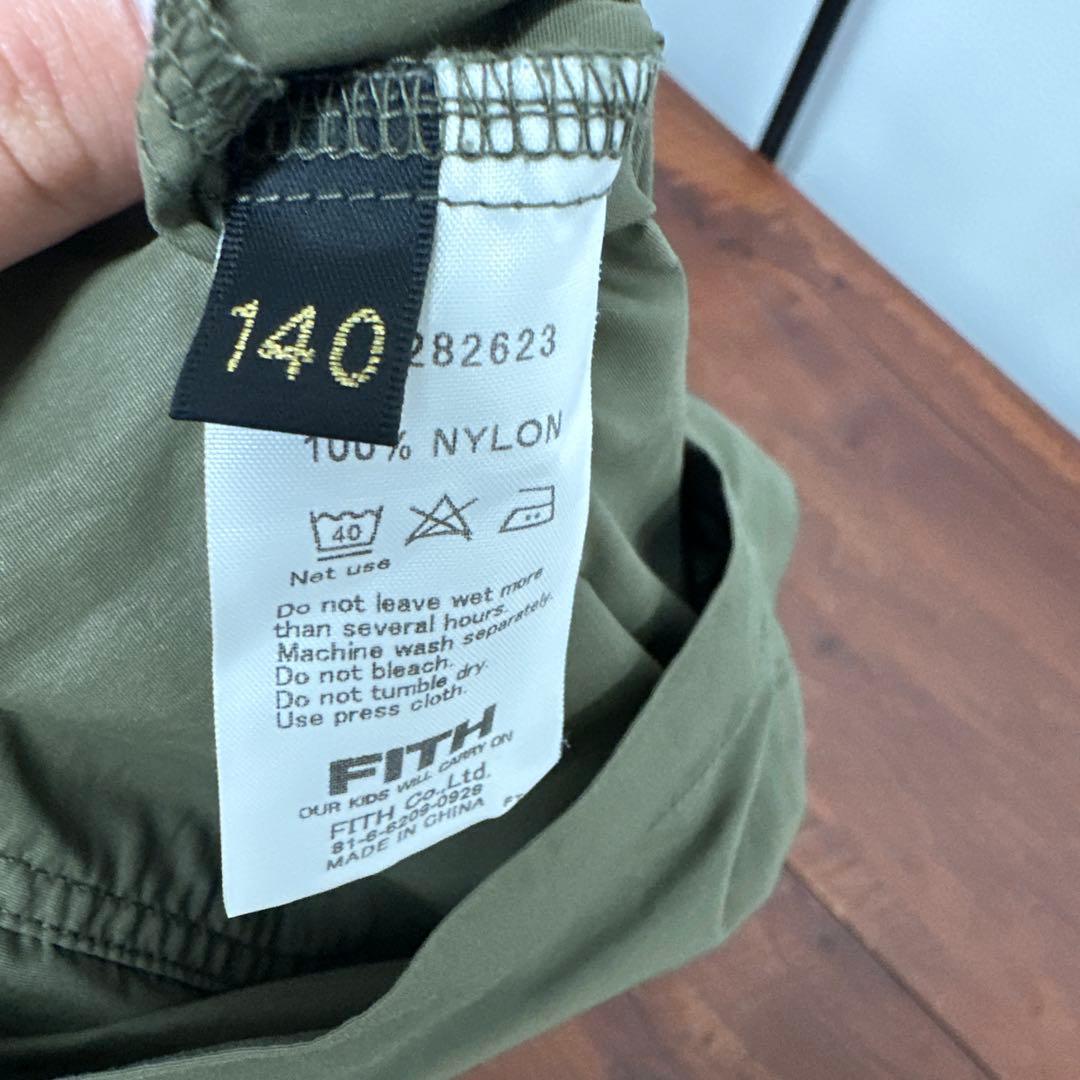 140
282623
100% NYLON
40
Net use
Do not leave wet more
than several hours.
Machine wash separately.
Do not bleach.
Do not tumble dry.
Use press cloth.
FITH
OUR KIDS WILL CARRY ON
FITH Co.,Ltd.
81-6-6209-0928
MADE IN CHINA